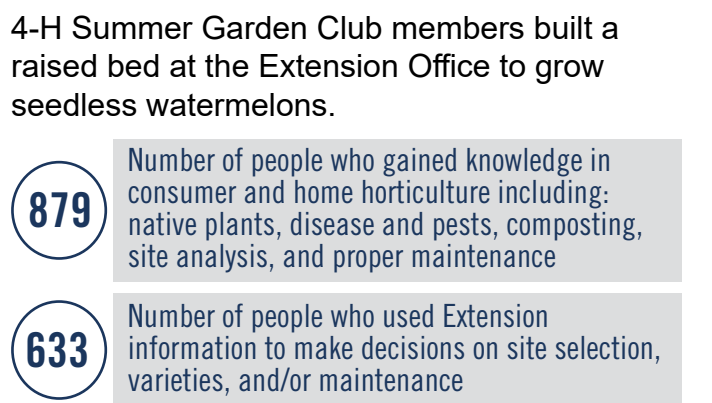 4-H Summer Garden Club members built a
raised bed at the Extension Office to grow
seedless watermelons.
879
Number of people who gained knowledge in
consumer and home horticulture including:
native plants, disease and pests, composting,
site analysis, and proper maintenance
633
Number of people who used Extension
information to make decisions on site selection,
varieties, and/or maintenance